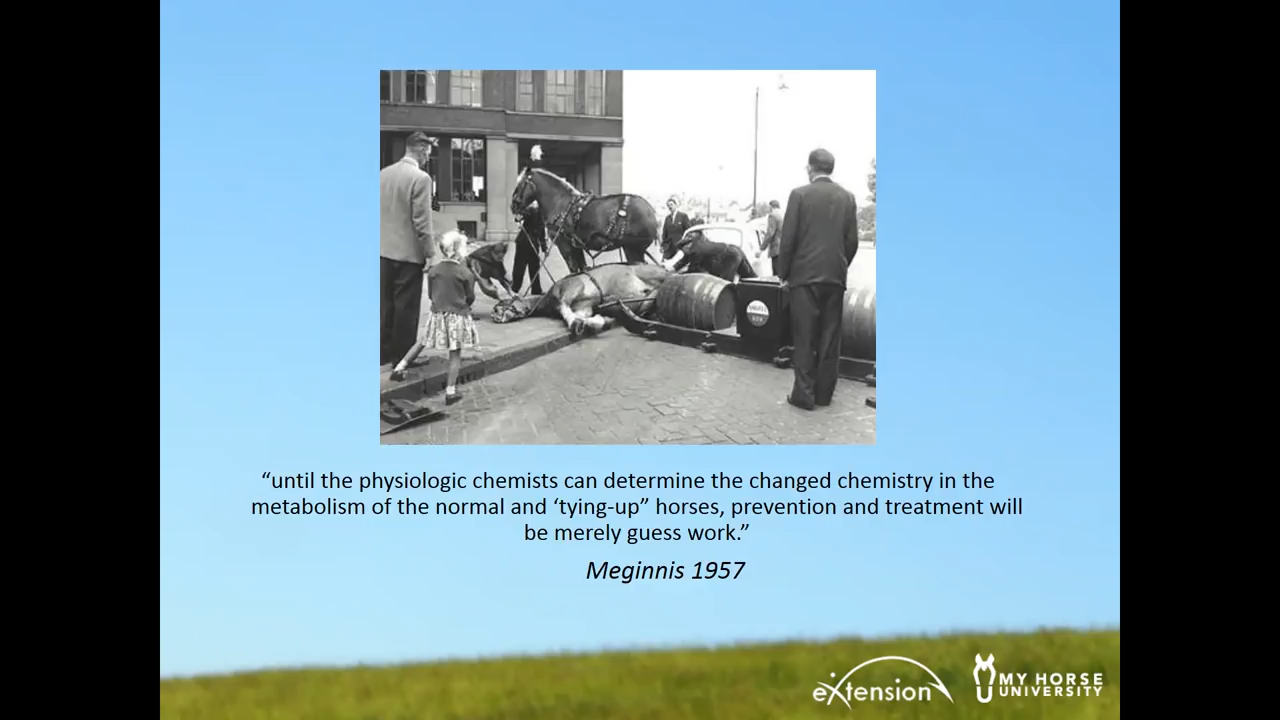 “until the physiologic chemists can determine the changed chemistry in the
metabolism of the normal and ‘tying-up” horses, prevention and treatment will
be merely guess work.”
Meginnis 1957
eXtension
MY HORSE
UNIVERSITY